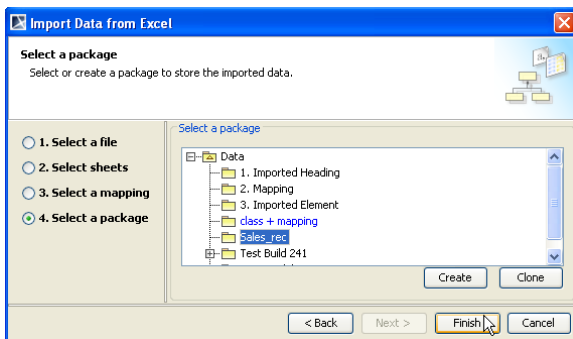 Import Data from Excel
Select a package
Select or create a package to store the imported data.
1. Select a file
2. Select sheets
3. Select a mapping
4. Select a package
Select a package
Data
1. Imported Heading
2. Mapping
3. Imported Element
class + mapping
Sales_rec
Test Build 241
Create
Clone
< Back
Next >
Finish
Cancel